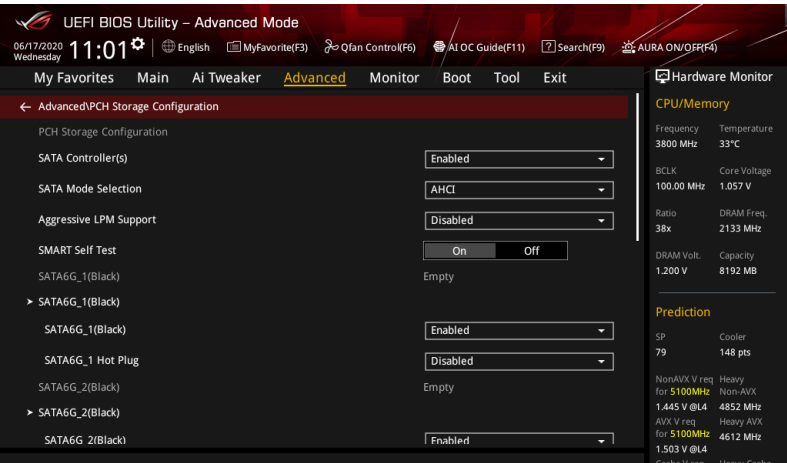 UEFI BIOS Utility – Advanced Mode
06/17/2020 Wednesday 11:01 English MyFavorite(F3) Qfan Control(F6) AI OC Guide(F11) ? Search(F9) AURA ON/OFF(F4)
My Favorites Main Ai Tweaker Advanced Monitor Boot Tool Exit
← Advanced\PCH Storage Configuration
PCH Storage Configuration
SATA Controller(s) Enabled
SATA Mode Selection AHCI
Aggressive LPM Support Disabled
SMART Self Test On Off
SATA6G_1(Black) Empty
> SATA6G_1(Black)
SATA6G_1(Black) Enabled
SATA6G_1 Hot Plug Disabled
SATA6G_2(Black) Empty
> SATA6G_2(Black)
SATA6G_2(Black) Enabled
Hardware Monitor
CPU/Memory
Frequency Temperature
3800 MHz 33°C
BCLK Core Voltage
100.00 MHz 1.057 V
Ratio DRAM Freq.
38x 2133 MHz
DRAM Volt. Capacity
1.200 V 8192 MB
Prediction
SP Cooler
79 148 pts
NonAVX V req Heavy
for 5100MHz Non-AVX
1.445 V @L4 4852 MHz
AVX V req Heavy AVX
for 5100MHz 4612 MHz
1.503 V @L4